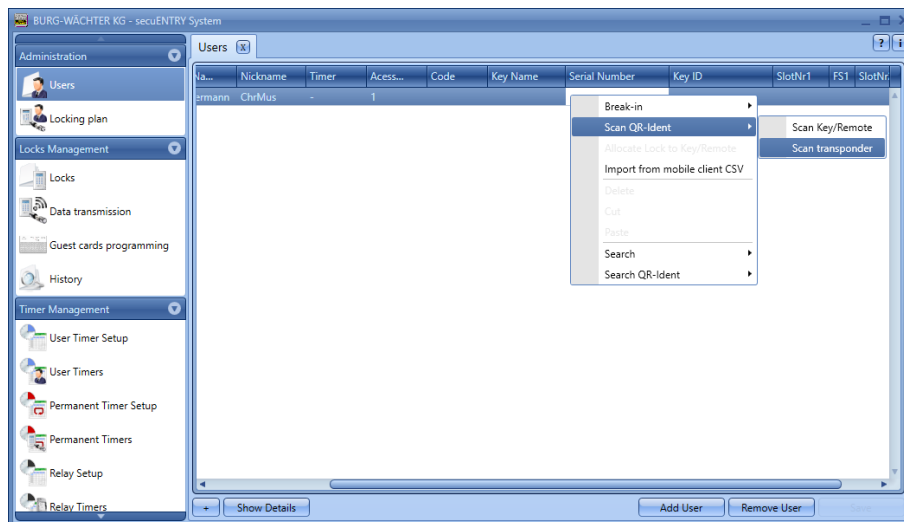 BURG-WÄCHTER KG - secuENTRY System
Administration
Users
Locking plan
Locks Management
Locks
Data transmission
Guest cards programming
History
Timer Management
User Timer Setup
User Timers
Permanent Timer Setup
Permanent Timers
Relay Setup
Relay Timers
Users x
? i
Na... Nickname Timer Acess... Code Key Name Serial Number Key ID SlotNr1 FS1 SlotNr.
ermann ChrMus - 1
Break-in
Scan QR-Ident
Allocate Lock to Key/Remote
Import from mobile client CSV
Delete
Cut
Paste
Search
Search QR-Ident
Scan Key/Remote
Scan transponder
+ Show Details Add User Remove User Save